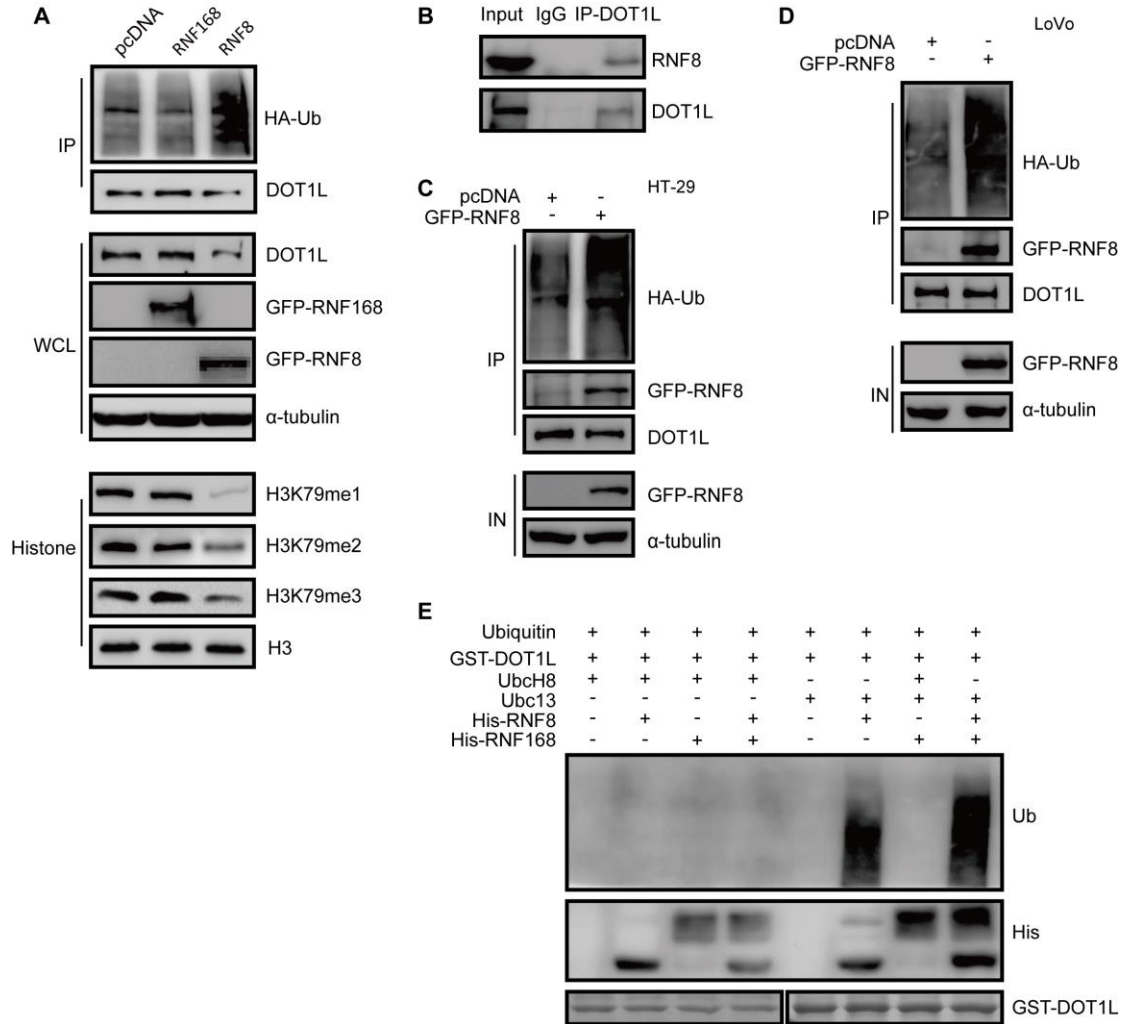 A
pcDNA
RNF168
RNF8
IP
HA-Ub
DOT1L
WCL
DOT1L
GFP-RNF168
GFP-RNF8
α-tubulin
Histone
H3K79me1
H3K79me2
H3K79me3
H3
B
Input IgG IP-DOT1L
RNF8
DOT1L
C
HT-29
pcDNA + -
GFP-RNF8 - +
IP
HA-Ub
GFP-RNF8
DOT1L
IN
GFP-RNF8
α-tubulin
D
LoVo
pcDNA + -
GFP-RNF8 - +
IP
HA-Ub
GFP-RNF8
DOT1L
IN
GFP-RNF8
α-tubulin
E
Ubiquitin + + + + + + + +
GST-DOT1L + + + + + + + +
UbcH8 + + + + - - + -
Ubc13 - - - - + + + +
His-RNF8 - + - + - + - +
His-RNF168 - - + + - - + +
Ub
His
GST-DOT1L